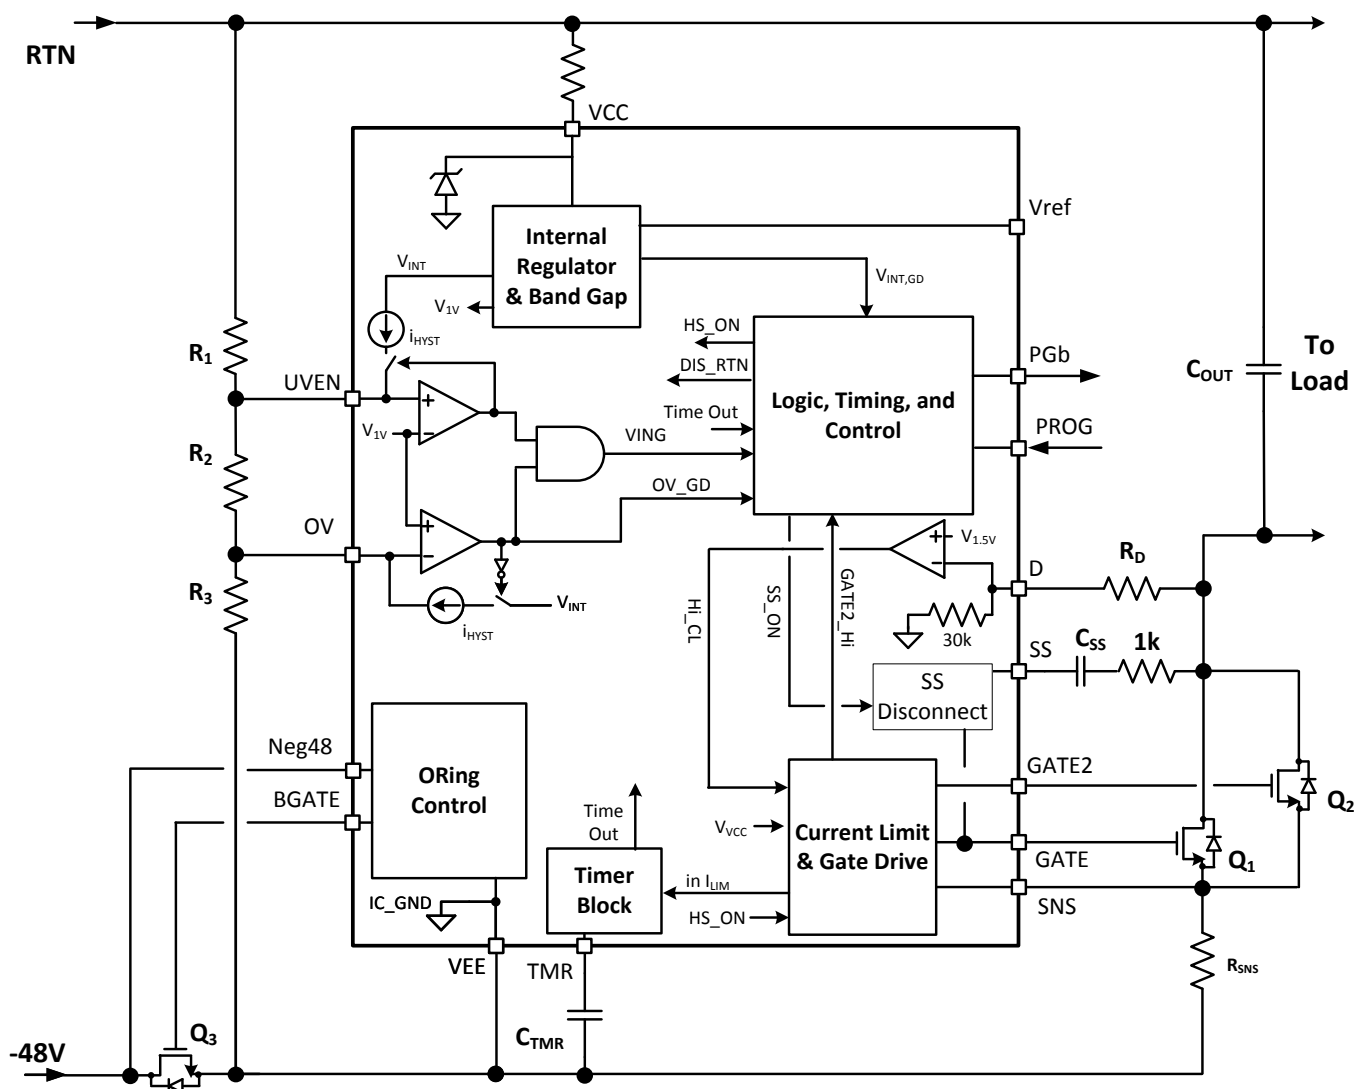 RTN
VCC
Vref
Internal
Regulator
& Band Gap
VINT
V1V
iHYST
VINT,GD
HS_ON
DIS_RTN
Time Out
VING
OV_GD
Logic, Timing, and
Control
PGb
PROG
COUT
To
Load
R1
UVEN
V1V
R2
OV
R3
iHYST
VINT
V1.5V
D
RD
30k
Hi_CL
SS_ON
GATE2_Hi
SS
CSS
1k
SS
Disconnect
Neg48
BGATE
ORing
Control
IC_GND
VEE
Time
Out
Timer
Block
TMR
CTMR
VVCC
in ILIM
HS_ON
Current Limit
& Gate Drive
GATE2
GATE
SNS
Q2
Q1
RSNS
Q3
-48V